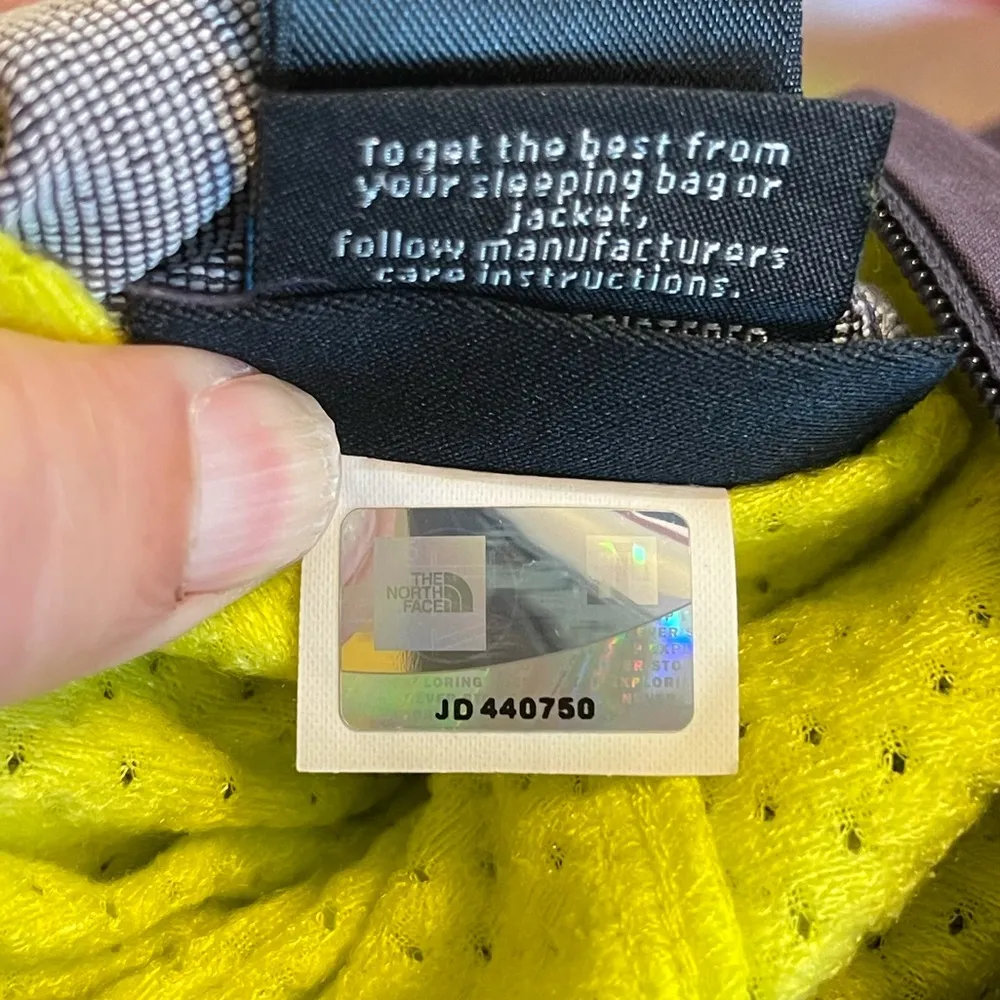 To get the best from
your sleeping bag or
jacket,
follow manufacturers
care instructions.
THE
NORTH
FACE
LORING
JD 440750